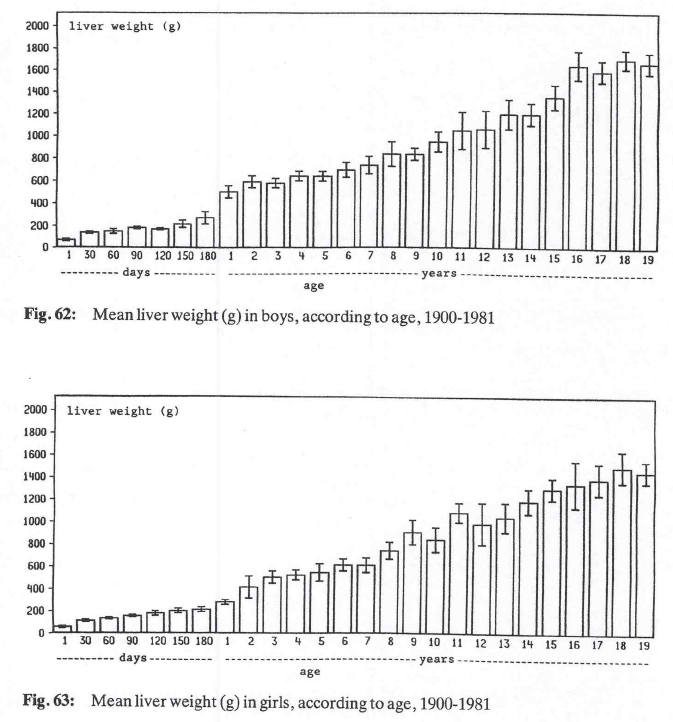 liver weight (g)
2000
1800
1600
1400
1200
1000
800
600
400
200
0
1 30 60 90 120 150 180 1 2 3 4 5 6 7 8 9 10 11 12 13 14 15 16 17 18 19
days years
age
Fig. 62: Mean liver weight (g) in boys, according to age, 1900-1981
liver weight (g)
2000
1800
1600
1400
1200
1000
800
600
400
200
0
1 30 60 90 120 150 180 1 2 3 4 5 6 7 8 9 10 11 12 13 14 15 16 17 18 19
days years
age
Fig. 63: Mean liver weight (g) in girls, according to age, 1900-1981